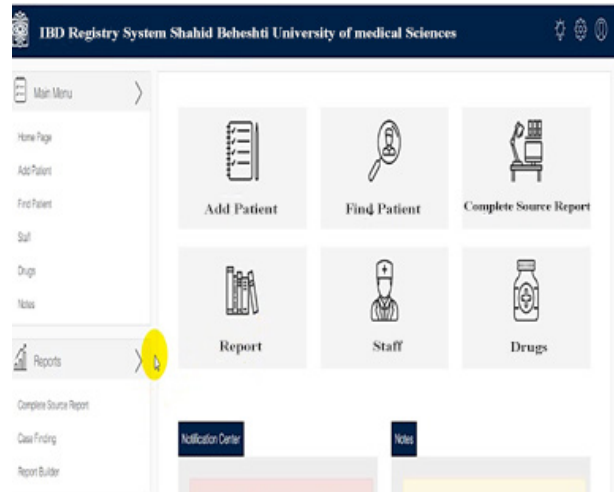 IBD Registry System Shahid Beheshti University of medical Sciences
Main Menu
Home Page
Add Patient
Find Patient
Staff
Drugs
Notes
Reports
Complete Source Report
Case Finding
Report Builder
Add Patient
Find Patient
Complete Source Report
Report
Staff
Drugs
Notification Center
Notes